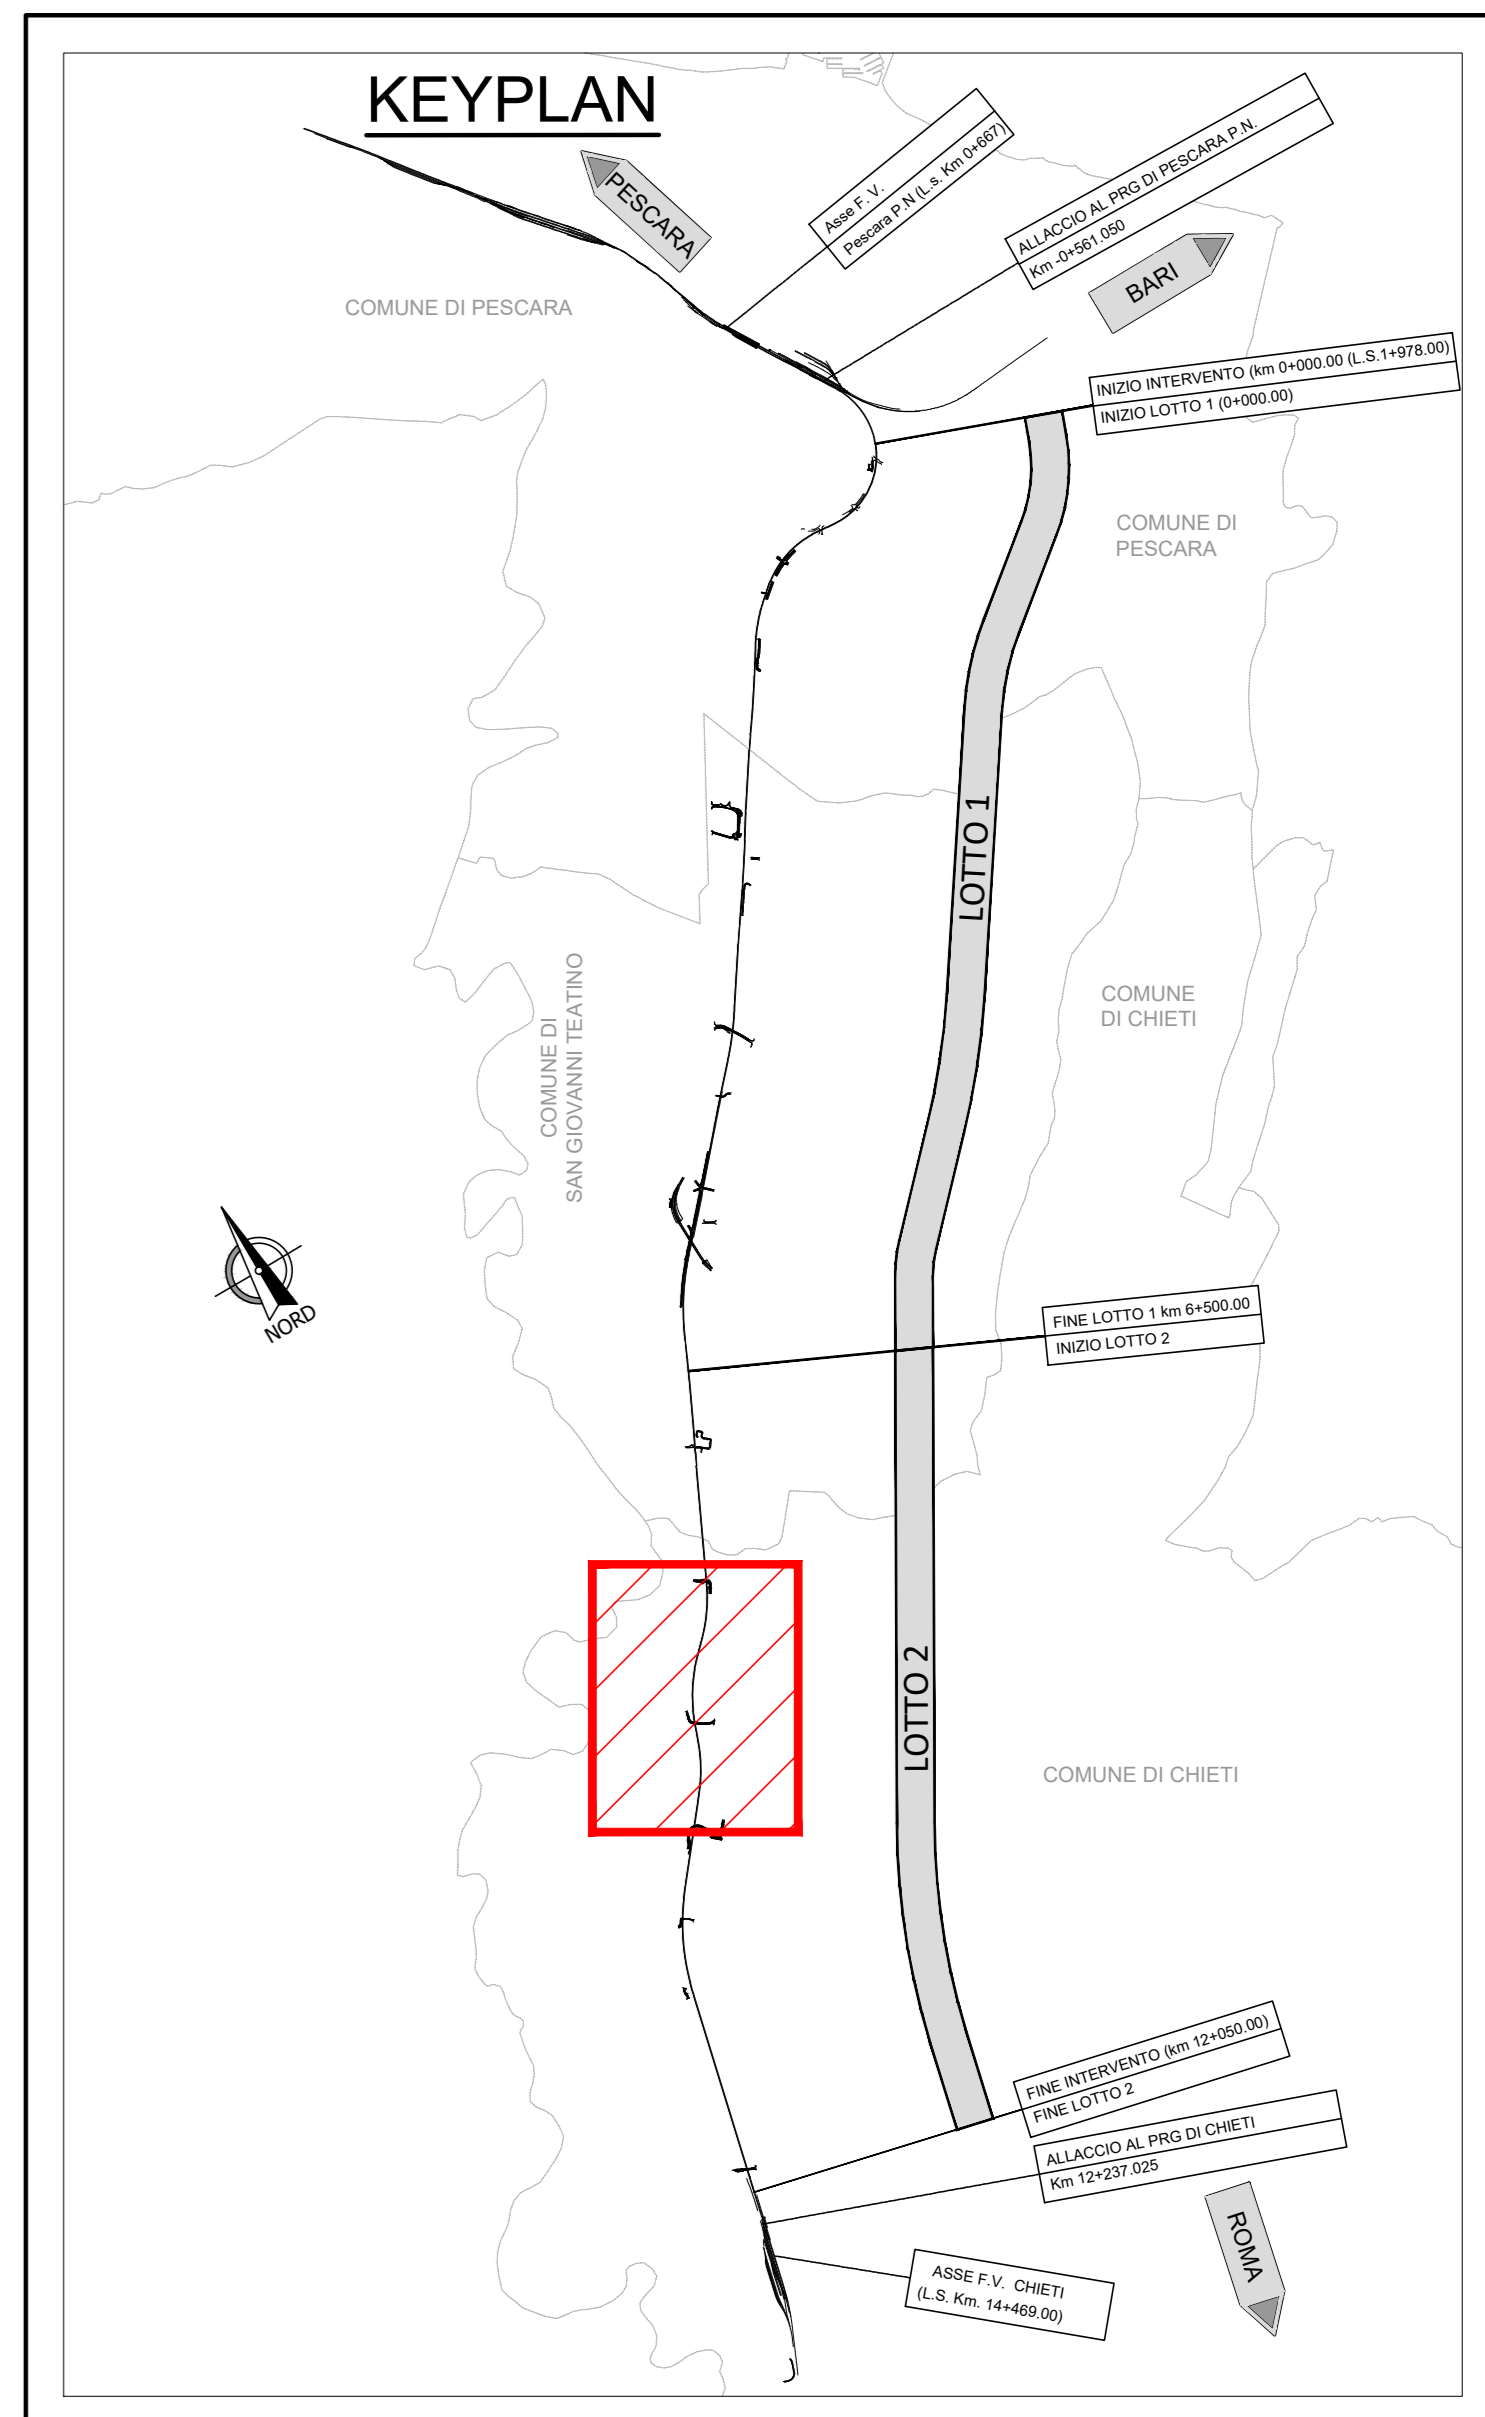 KEYPLAN
PESCARA
Asse F. V.
Pescara P.N (L.s. Km 0+667)
ALLACCIO AL PRG DI PESCARA P.N.
Km -0+561.050
BARI
COMUNE DI PESCARA
INIZIO INTERVENTO (km 0+000.00 (L.S.1+978.00)
INIZIO LOTTO 1 (0+000.00)
COMUNE DI
PESCARA
LOTTO 1
COMUNE DI
SAN GIOVANNI TEATINO
COMUNE
DI CHIETI
NORD
FINE LOTTO 1 km 6+500.00
INIZIO LOTTO 2
LOTTO 2
COMUNE DI CHIETI
FINE INTERVENTO (km 12+050.00)
FINE LOTTO 2
ALLACCIO AL PRG DI CHIETI
Km 12+237.025
ROMA
ASSE F.V. CHIETI
(L.S. Km. 14+469.00)